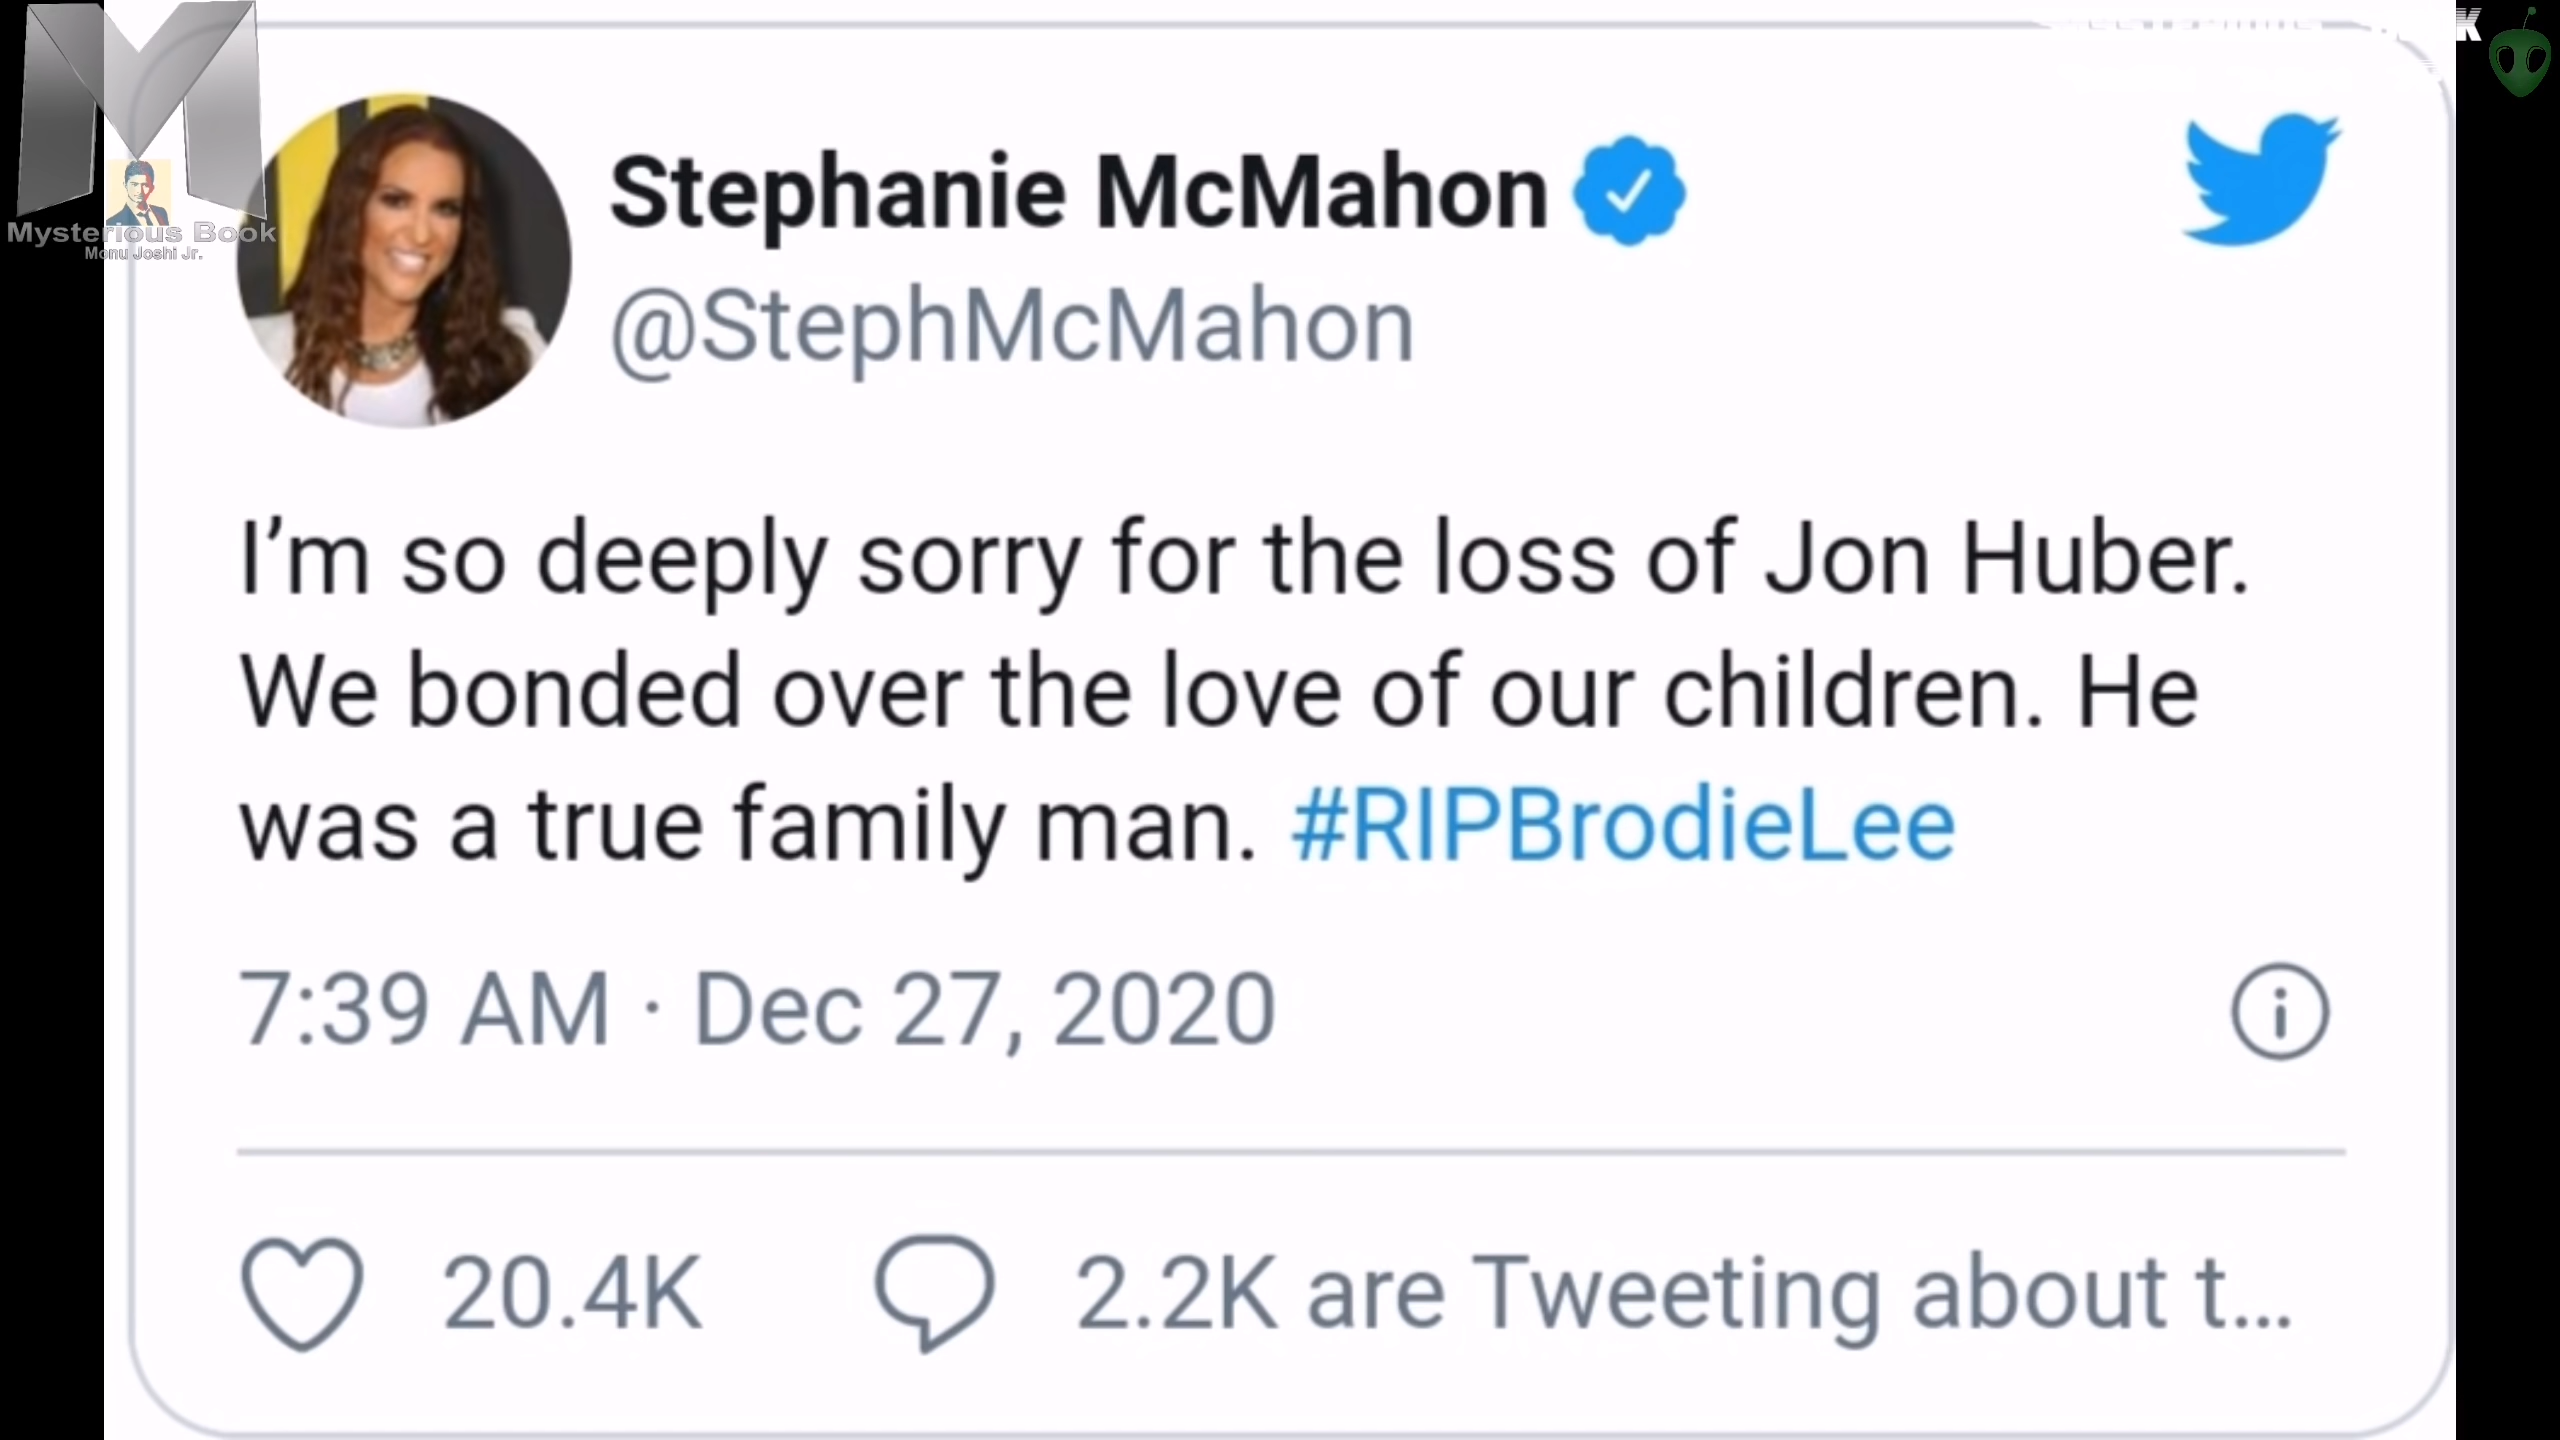 Mysterious Book
Monu Joshi Jr.
Stephanie McMahon
@StephMcMahon
I’m so deeply sorry for the loss of Jon Huber.
We bonded over the love of our children. He
was a true family man. #RIPBrodieLee
7:39 AM · Dec 27, 2020
20.4K
2.2K are Tweeting about t...